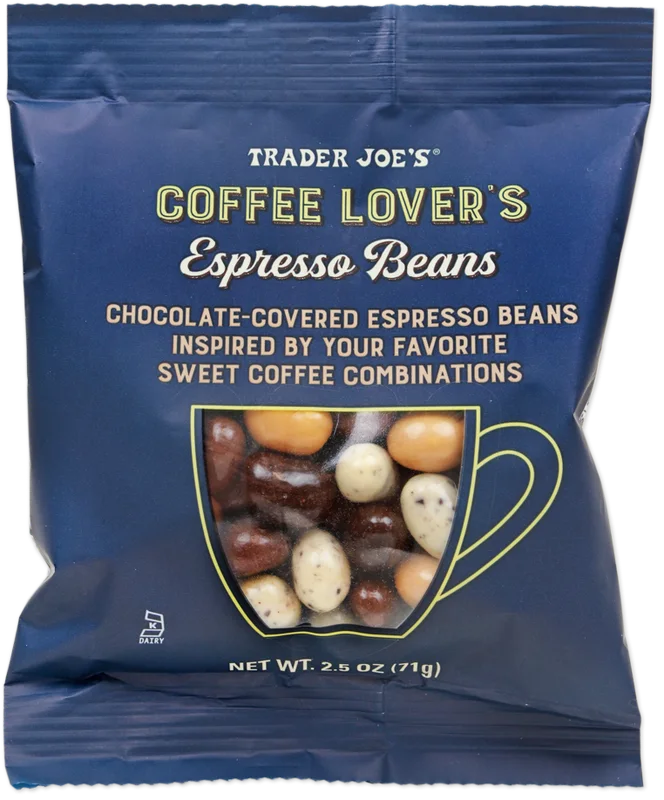 TRADER JOE'S®
COFFEE LOVER'S
Espresso Beans
CHOCOLATE-COVERED ESPRESSO BEANS
INSPIRED BY YOUR FAVORITE
SWEET COFFEE COMBINATIONS
K
DAIRY
NET WT. 2.5 OZ (71g)